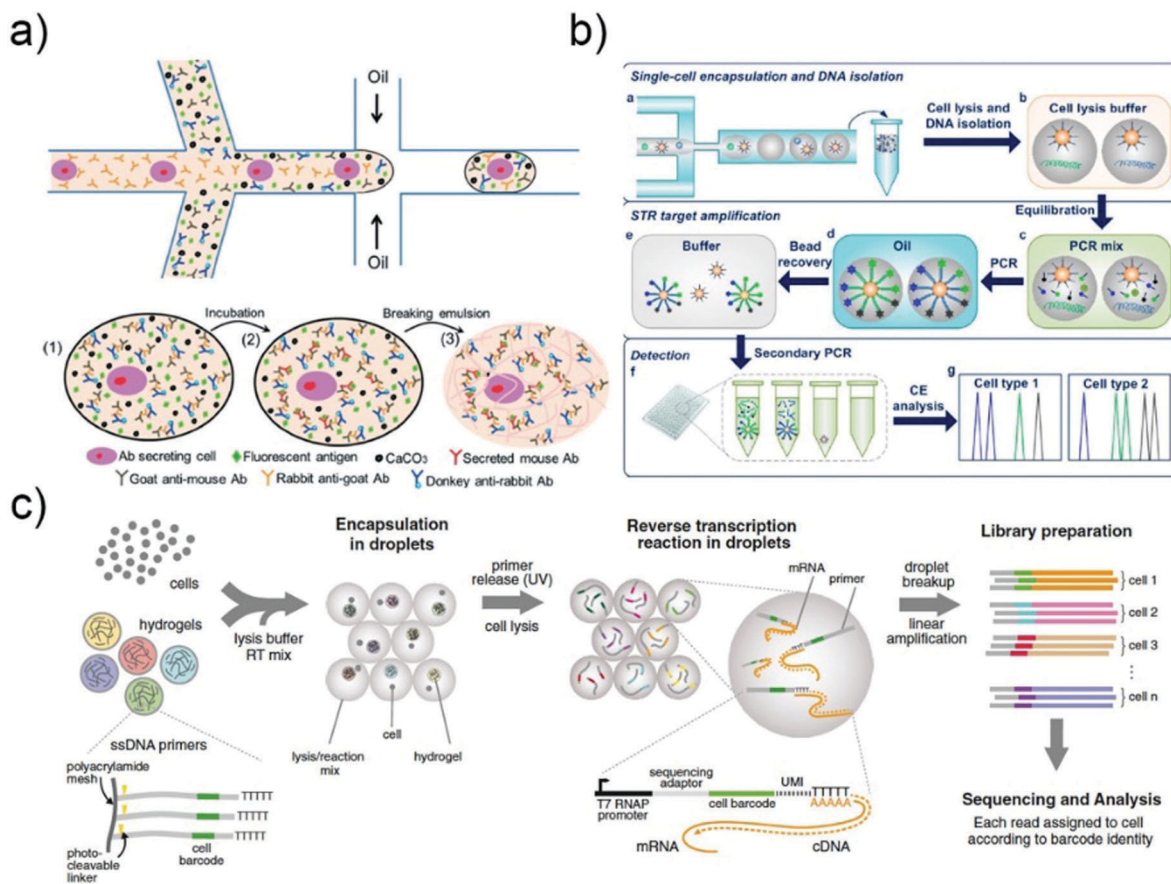 a)
Oil
Oil
(1)
Incubation
(2)
Breaking emulsion
(3)
Ab secreting cell
Fluorescent antigen
CaCO₃
Secreted mouse Ab
Goat anti-mouse Ab
Rabbit anti-goat Ab
Donkey anti-rabbit Ab
b)
Single-cell encapsulation and DNA isolation
a
Cell lysis and
DNA isolation
b
Cell lysis buffer
Equilibration
STR target amplification
e
Buffer
Bead
recovery
d
Oil
PCR
c
PCR mix
Detection
Secondary PCR
f
CE
analysis
g
Cell type 1
Cell type 2
c)
cells
hydrogels
lysis buffer
RT mix
ssDNA primers
polyacrylamide
mesh
TTTTT
TTTTT
TTTTT
photo-
cleavable
linker
cell
barcode
Encapsulation
in droplets
lysis/reaction
mix
cell
hydrogel
primer
release (UV)
cell lysis
Reverse transcription
reaction in droplets
mRNA
primer
TTTT
T7 RNAP
promoter
sequencing
adaptor
cell barcode
UMI
TTTTT
AAAAA
mRNA
cDNA
droplet
breakup
linear
amplification
Library preparation
cell 1
cell 2
cell 3
cell n
Sequencing and Analysis
Each read assigned to cell
according to barcode identity